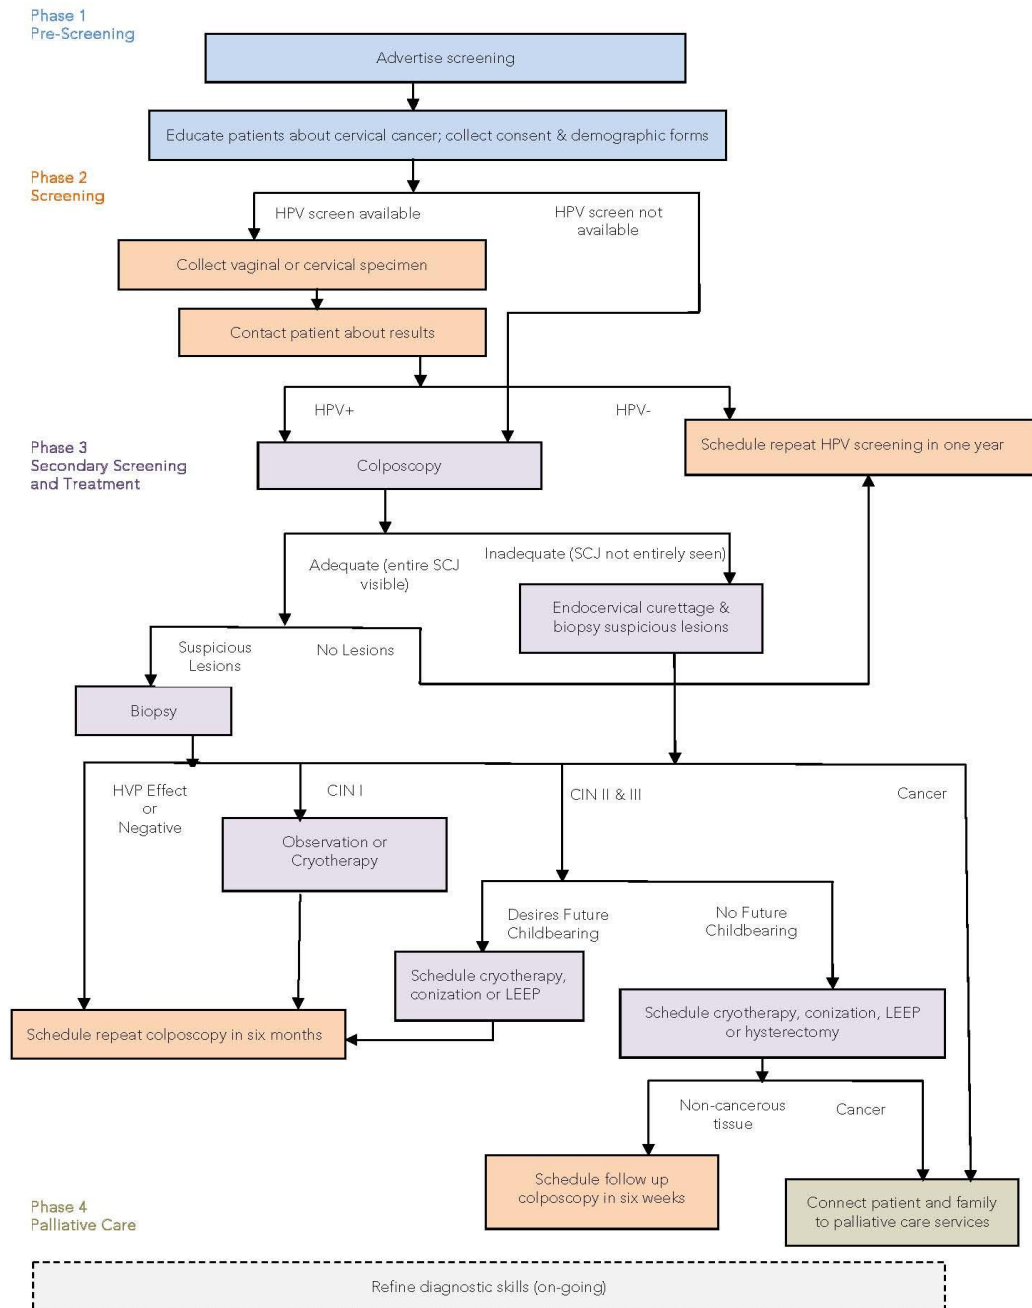 Phase 1
Pre-Screening
Advertise screening
Educate patients about cervical cancer; collect consent & demographic forms
Phase 2
Screening
HPV screen available
HPV screen not
available
Collect vaginal or cervical specimen
Contact patient about results
HPV+
HPV-
Phase 3
Secondary Screening
and Treatment
Colposcopy
Schedule repeat HPV screening in one year
Adequate (entire SCJ
visible)
Inadequate (SCJ not entirely seen)
Endocervical curettage &
biopsy suspicious lesions
Suspicious
Lesions
No Lesions
Biopsy
HVP Effect
or
Negative
CIN I
CIN II & III
Cancer
Observation or
Cryotherapy
Desires Future
Childbearing
No Future
Childbearing
Schedule cryotherapy,
conization or LEEP
Schedule cryotherapy, conization, LEEP
or hysterectomy
Schedule repeat colposcopy in six months
Non-cancerous
tissue
Cancer
Schedule follow up
colposcopy in six weeks
Connect patient and family
to palliative care services
Phase 4
Palliative Care
Refine diagnostic skills (on-going)